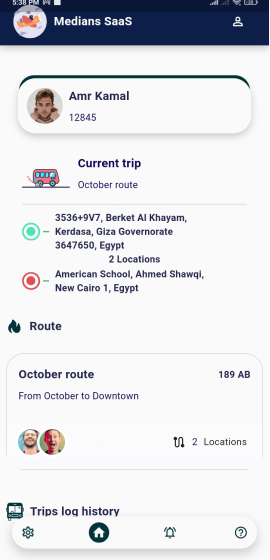 5:38 PM
Medians SaaS
Amr Kamal
12845
Current trip
October route
3536+9V7, Berket Al Khayam,
Kerdasa, Giza Governorate
3647650, Egypt
2 Locations
American School, Ahmed Shawqi,
New Cairo 1, Egypt
Route
October route
189 AB
From October to Downtown
2 Locations
Trips log history